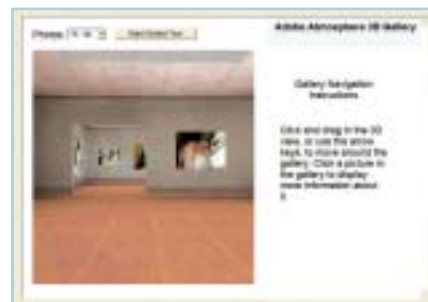 Photos:
Adobe Atmosphere 3D Gallery
Gallery Navigation
Instructions
Click and drag in the 3D
view, or use the arrow
keys, to move around the
gallery. Click a picture in
the gallery to display
more information about
it.